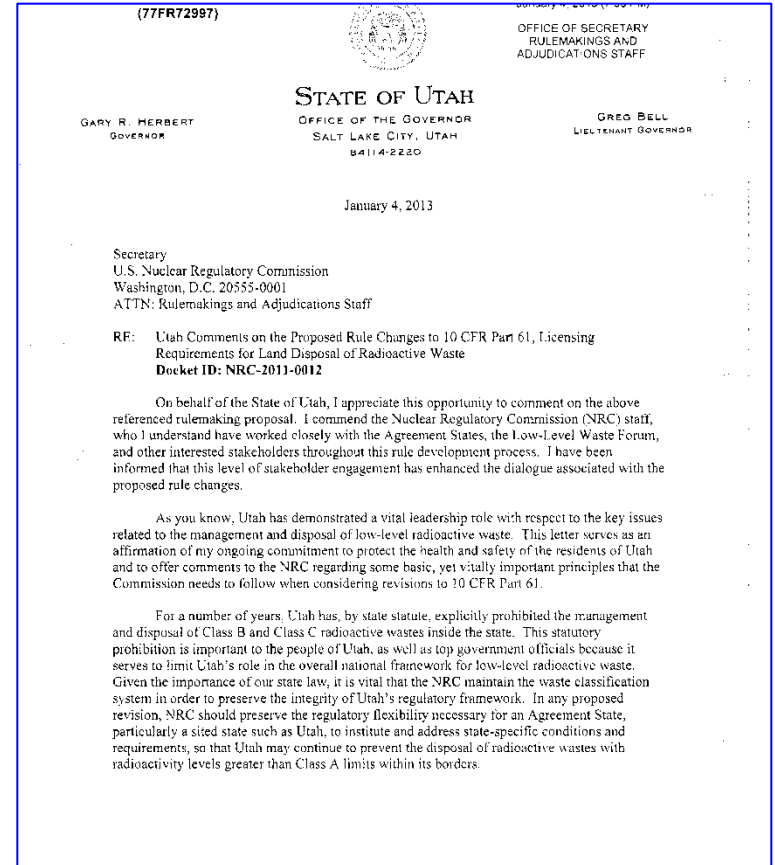 (77FR72997)
OFFICE OF SECRETARY
RULEMAKINGS AND
ADJUDICATIONS STAFF
STATE OF UTAH
GARY R. HERBERT
GOVERNOR
OFFICE OF THE GOVERNOR
SALT LAKE CITY, UTAH
84114-2220
GREG BELL
LIEUTENANT GOVERNOR
January 4, 2013
Secretary
U.S. Nuclear Regulatory Commission
Washington, D.C. 20555-0001
ATTN: Rulemakings and Adjudications Staff
RE: Utah Comments on the Proposed Rule Changes to 10 CFR Part 61, Licensing
Requirements for Land Disposal of Radioactive Waste
Docket ID: NRC-2011-0012
On behalf of the State of Utah, I appreciate this opportunity to comment on the above
referenced rulemaking proposal. I commend the Nuclear Regulatory Commission (NRC) staff,
who I understand have worked closely with the Agreement States, the Low-Level Waste Forum,
and other interested stakeholders throughout this rule development process. I have been
informed that this level of stakeholder engagement has enhanced the dialogue associated with the
proposed rule changes.
As you know, Utah has demonstrated a vital leadership role with respect to the key issues
related to the management and disposal of low-level radioactive waste. This letter serves as an
affirmation of my ongoing commitment to protect the health and safety of the residents of Utah
and to offer comments to the NRC regarding some basic, yet vitally important principles that the
Commission needs to follow when considering revisions to 10 CFR Part 61.
For a number of years, Utah has, by state statute, explicitly prohibited the management
and disposal of Class B and Class C radioactive wastes inside the state. This statutory
prohibition is important to the people of Utah, as well as top government officials because it
serves to limit Utah's role in the overall national framework for low-level radioactive waste.
Given the importance of our state law, it is vital that the NRC maintain the waste classification
system in order to preserve the integrity of Utah's regulatory framework. In any proposed
revision, NRC should preserve the regulatory flexibility necessary for an Agreement State,
particularly a sited state such as Utah, to institute and address state-specific conditions and
requirements, so that Utah may continue to prevent the disposal of radioactive wastes with
radioactivity levels greater than Class A limits within its borders.